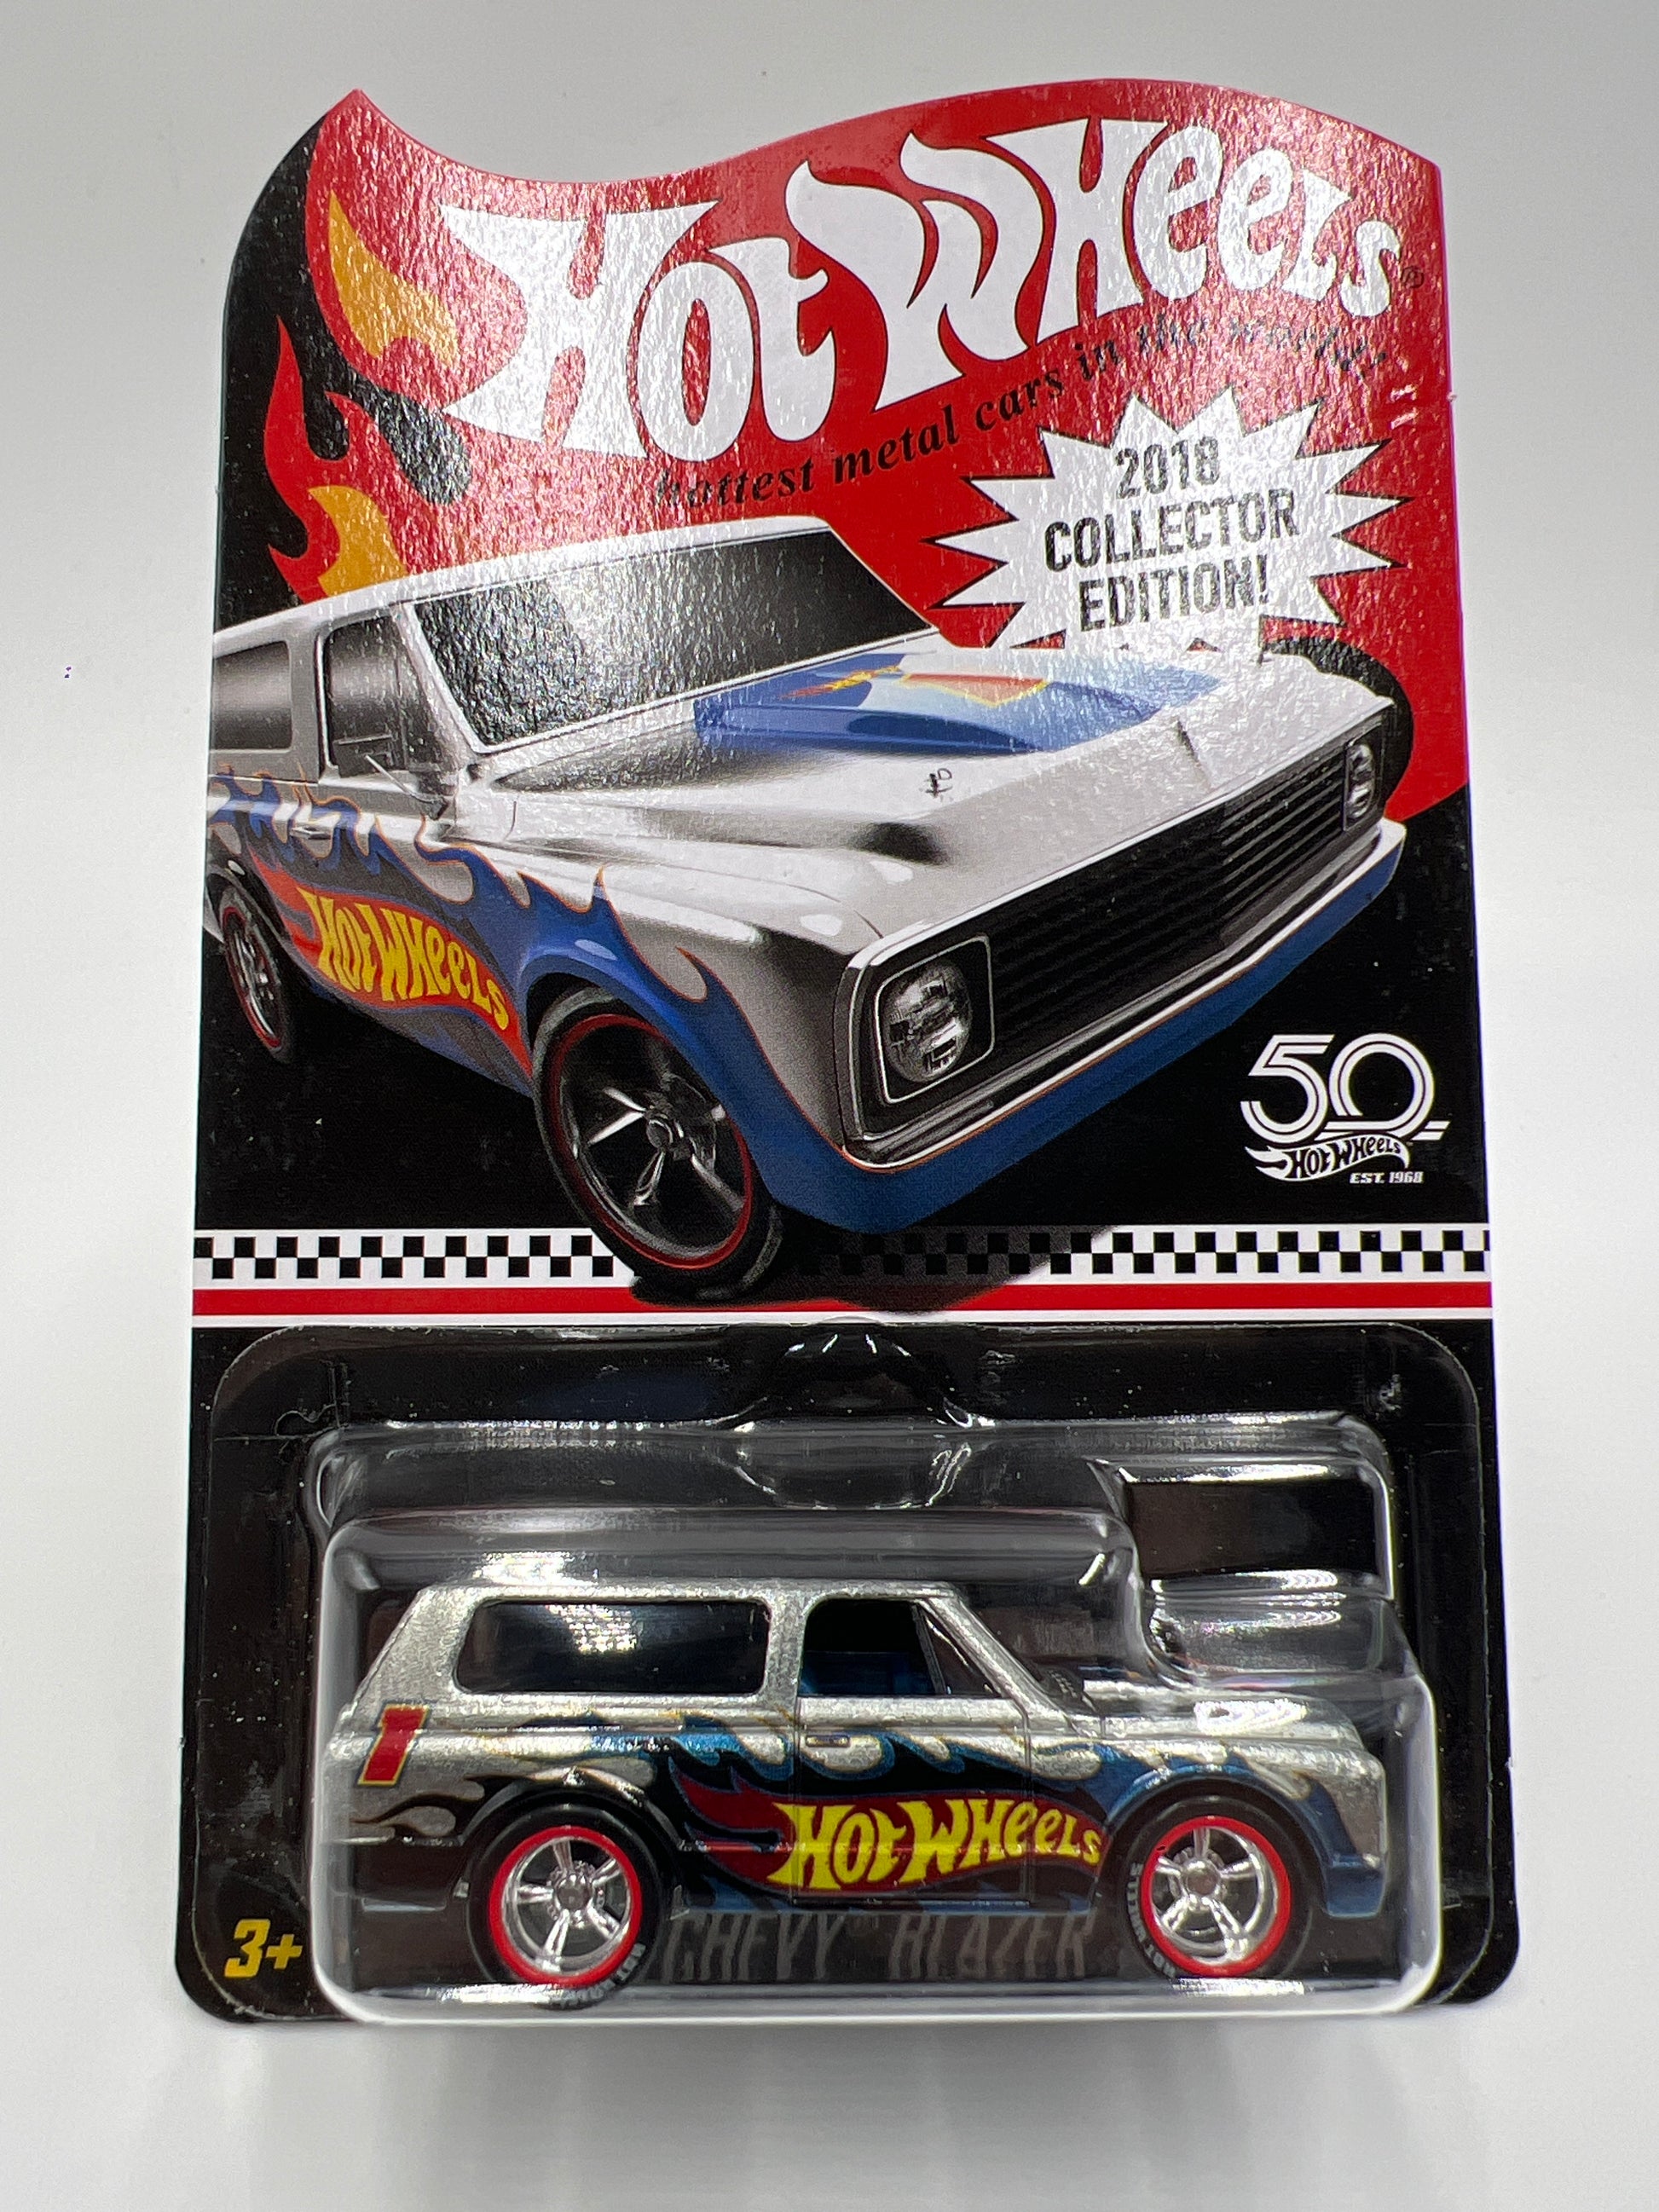 Hot Wheels®
hottest metal cars in the world!
2018
COLLECTOR
EDITION!
Hot Wheels
50
Hot Wheels
EST. 1968
1
Hot Wheels
CHEVY™ BLAZER
3+